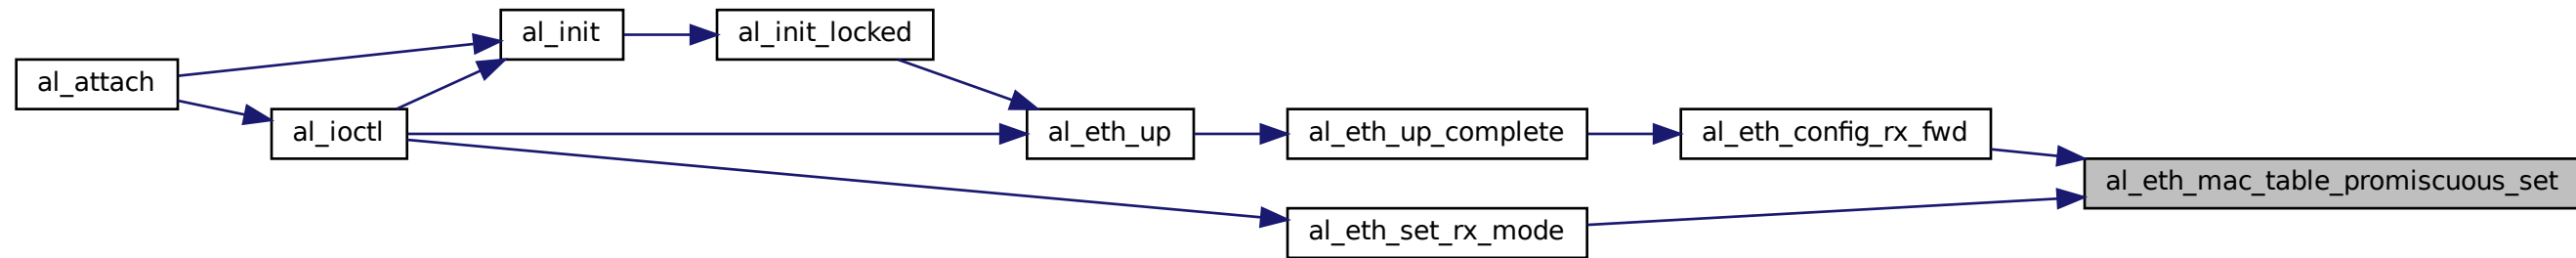 al_attach
al_ioctl
al_init
al_init_locked
al_eth_up
al_eth_up_complete
al_eth_set_rx_mode
al_eth_config_rx_fwd
al_eth_mac_table_promiscuous_set